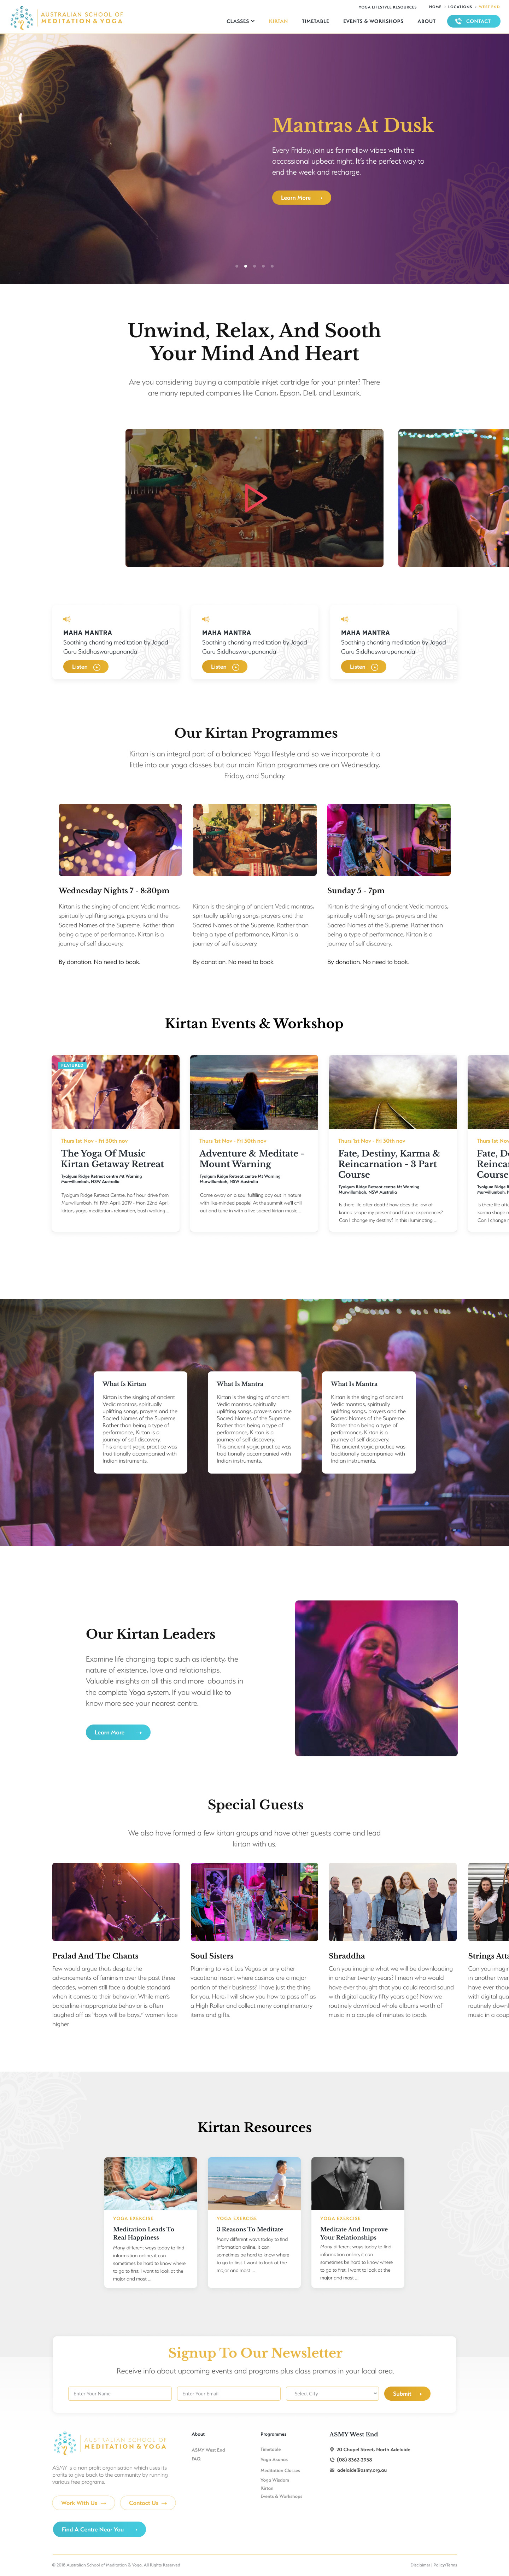 AUSTRALIAN SCHOOL OF
MEDITATION & YOGA
YOGA LIFESTYLE RESOURCES
HOME
LOCATIONS
WEST END
CLASSES
KIRTAN
TIMETABLE
EVENTS & WORKSHOPS
ABOUT
CONTACT
Mantras At Dusk
Every Friday, join us for mellow vibes with the
occassional upbeat night. It's the perfect way to
end the week and recharge.
Learn More →
Unwind, Relax, And Sooth
Your Mind And Heart
Are you considering buying a compatible inkjet cartridge for your printer? There
are many reputed companies like Canon, Epson, Dell, and Lexmark.
MAHA MANTRA
Soothing chanting meditation by Jagad
Guru Siddhaswarupananda
Listen
MAHA MANTRA
Soothing chanting meditation by Jagad
Guru Siddhaswarupananda
Listen
MAHA MANTRA
Soothing chanting meditation by Jagad
Guru Siddhaswarupananda
Listen
Our Kirtan Programmes
Kirtan is an integral part of a balanced Yoga lifestyle and so we incorporate it a
little into our yoga classes but our main Kirtan programmes are on Wednesday,
Friday, and Sunday.
Wednesday Nights 7 - 8:30pm
Kirtan is the singing of ancient Vedic mantras,
spiritually uplifting songs, prayers and the
Sacred Names of the Supreme. Rather than
being a type of performance, Kirtan is a
journey of self discovery.
By donation. No need to book.
Kirtan is the singing of ancient Vedic mantras,
spiritually uplifting songs, prayers and the
Sacred Names of the Supreme. Rather than
being a type of performance, Kirtan is a
journey of self discovery.
By donation. No need to book.
Sunday 5 - 7pm
Kirtan is the singing of ancient Vedic mantras,
spiritually uplifting songs, prayers and the
Sacred Names of the Supreme. Rather than
being a type of performance, Kirtan is a
journey of self discovery.
By donation. No need to book.
Kirtan Events & Workshop
FEATURED
Thurs 1st Nov - Fri 30th nov
The Yoga Of Music
Kirtan Getaway Retreat
Tyalgum Ridge Retreat centre Mt Warning
Murwillumbah, NSW Australia
Tyalgum Ridge Retreat Centre, half hour drive from
Murwillumbah. Fri 19th April, 2019 - Mon 22nd April.
kirtan, yoga, meditation, relaxation, bush walking ...
Thurs 1st Nov - Fri 30th nov
Adventure & Meditate -
Mount Warning
Tyalgum Ridge Retreat centre Mt Warning
Murwillumbah, NSW Australia
Come away on a soul fulfilling day out in nature
with like-minded people! At the summit we'll chill
out and tune in with a live sacred kirtan music ...
Thurs 1st Nov - Fri 30th nov
Fate, Destiny, Karma &
Reincarnation - 3 Part
Course
Tyalgum Ridge Retreat centre Mt Warning
Murwillumbah, NSW Australia
Is there life after death? how does the law of
karma shape my present and future experiences?
Can I change my destiny? In this illuminating ...
Thurs 1st Nov
Fate, De
Reincar
Course
Tyalgum Ridge R
Murwillumbah, N
Is there life af
karma shape m
Can I change r
What Is Kirtan
Kirtan is the singing of ancient
Vedic mantras, spiritually
uplifting songs, prayers and the
Sacred Names of the Supreme.
Rather than being a type of
performance, Kirtan is a
journey of self discovery.
This ancient yogic practice was
traditionally accompanied with
Indian instruments.
What Is Mantra
Kirtan is the singing of ancient
Vedic mantras, spiritually
uplifting songs, prayers and the
Sacred Names of the Supreme.
Rather than being a type of
performance, Kirtan is a
journey of self discovery.
This ancient yogic practice was
traditionally accompanied with
Indian instruments.
What Is Mantra
Kirtan is the singing of ancient
Vedic mantras, spiritually
uplifting songs, prayers and the
Sacred Names of the Supreme.
Rather than being a type of
performance, Kirtan is a
journey of self discovery.
This ancient yogic practice was
traditionally accompanied with
Indian instruments.
Our Kirtan Leaders
Examine life changing topic such as identity, the
nature of existence, love and relationships.
Valuable insights on all this and more abounds in
the complete Yoga system. If you would like to
know more see your nearest centre.
Learn More →
Special Guests
We also have formed a few kirtan groups and have other guests come and lead
kirtan with us.
Pralad And The Chants
Few would argue that, despite the
advancements of feminism over the past three
decades, women still face a double standard
when it comes to their behavior. While men's
borderline-inappropriate behavior is often
laughed off as "boys will be boys," women face
higher
Soul Sisters
Planning to visit Las Vegas or any other
vacational resort where casinos are a major
portion of their business? I have just the thing
for you. Here, I will show you how to pass off as
a High Roller and collect many complimentary
items and gifts.
Shraddha
Can you imagine what we will be downloading
in another twenty years? I mean who would
have ever thought that you could record sound
with digital quality fifty years ago? Now we
routinely download whole albums worth of
music in a couple of minutes to ipods
Strings Atta
Can you imagir
in another twer
have ever thou
with digital qua
routinely downl
music in a coup
Kirtan Resources
YOGA EXERCISE
Meditation Leads To
Real Happiness
Many different ways today to find
information online, it can
sometimes be hard to know where
to go to first. I want to look at the
major and most ...
YOGA EXERCISE
3 Reasons To Meditate
Many different ways today to find
information online, it can
sometimes be hard to know where
to go to first. I want to look at the
major and most ...
YOGA EXERCISE
Meditate And Improve
Your Relationships
Many different ways today to find
information online, it can
sometimes be hard to know where
to go to first. I want to look at the
major and most ...
Signup To Our Newsletter
Receive info about upcoming events and programs plus class promos in your local area.
Enter Your Name
Enter Your Email
Select City
Submit →
AUSTRALIAN SCHOOL OF
MEDITATION & YOGA
ASMY is a non profit organisation which uses its
profits to give back to the community by running
various free programs.
Work With Us →
Contact Us →
Find A Centre Near You →
About
ASMY West End
FAQ
Programmes
Timetable
Yoga Asanas
Meditation Classes
Yoga Wisdom
Kirtan
Events & Workshops
ASMY West End
20 Chapel Street, North Adelaide
(08) 8362-2958
adelaide@asmy.org.au
© 2018 Australian School of Meditation & Yoga. All Rights Reserved
Disclaimer | Policy/Terms